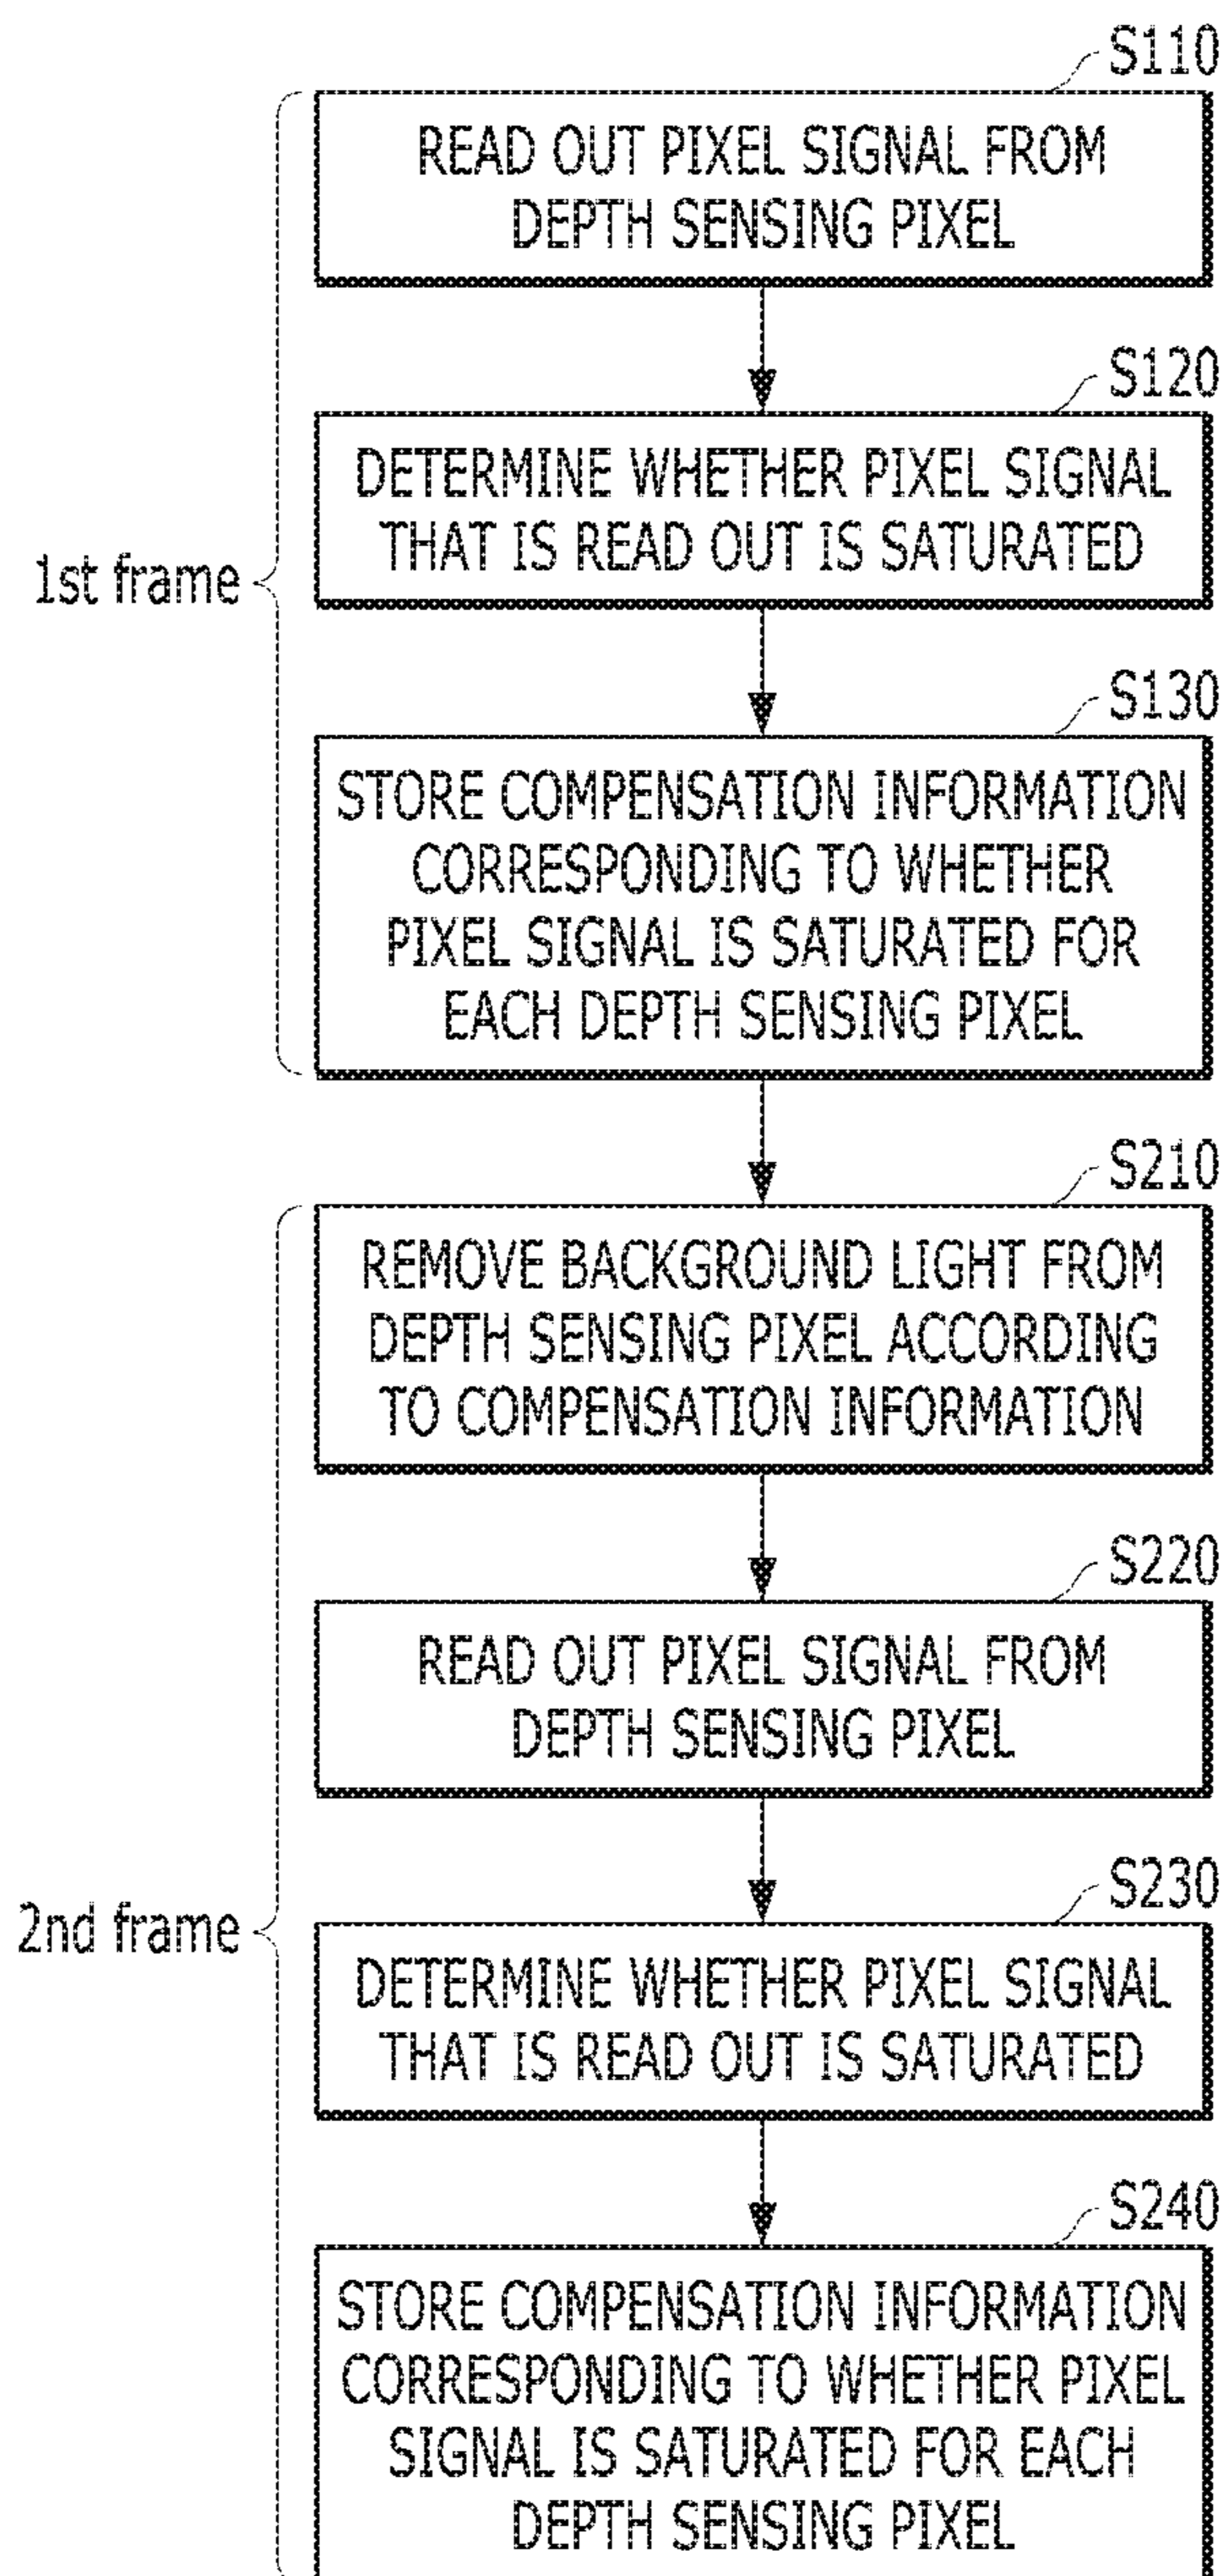 S110
READ OUT PIXEL SIGNAL FROM
DEPTH SENSING PIXEL
S120
DETERMINE WHETHER PIXEL SIGNAL
THAT IS READ OUT IS SATURATED
1st frame
S130
STORE COMPENSATION INFORMATION
CORRESPONDING TO WHETHER
PIXEL SIGNAL IS SATURATED FOR
EACH DEPTH SENSING PIXEL
S210
REMOVE BACKGROUND LIGHT FROM
DEPTH SENSING PIXEL ACCORDING
TO COMPENSATION INFORMATION
S220
READ OUT PIXEL SIGNAL FROM
DEPTH SENSING PIXEL
2nd frame
S230
DETERMINE WHETHER PIXEL SIGNAL
THAT IS READ OUT IS SATURATED
S240
STORE COMPENSATION INFORMATION
CORRESPONDING TO WHETHER PIXEL
SIGNAL IS SATURATED FOR EACH
DEPTH SENSING PIXEL